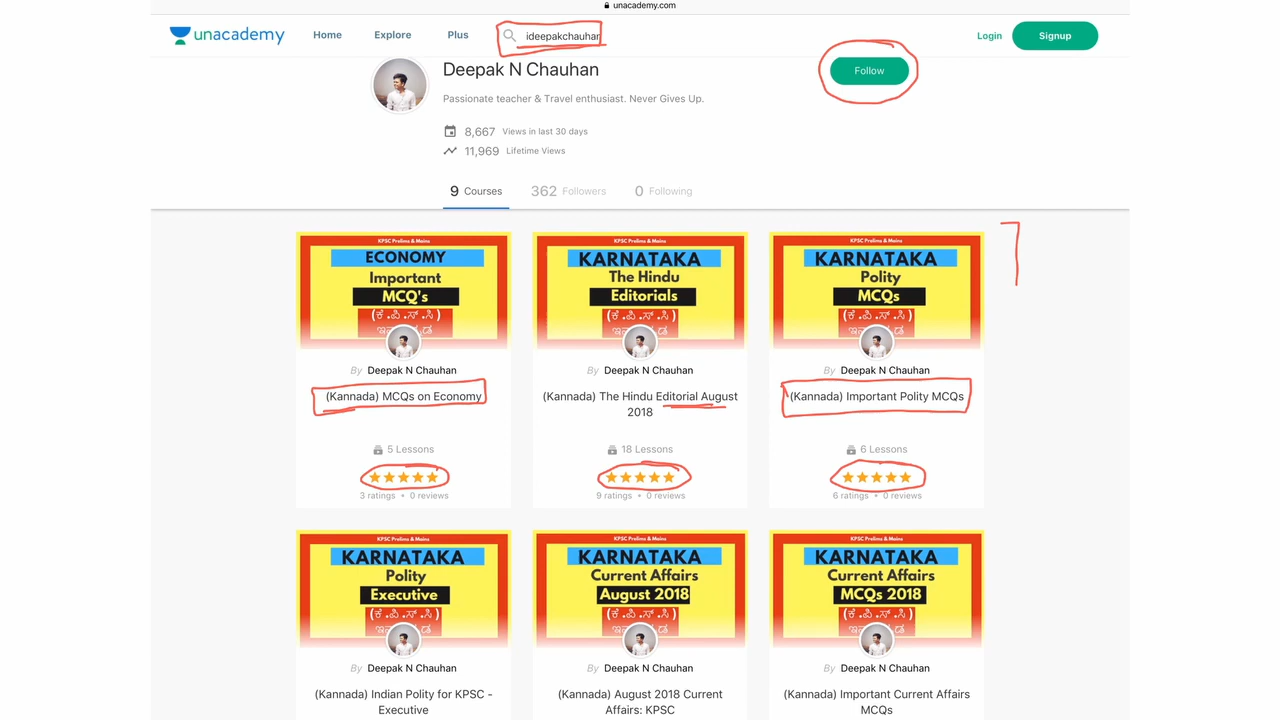 unacademy.com
unacademy Home Explore Plus ideepakchauhan Login Signup
Deepak N Chauhan
Follow
Passionate teacher & Travel enthusiast. Never Gives Up.
8,667 Views in last 30 days
11,969 Lifetime Views
9 Courses 362 Followers 0 Following
KPSC Prelims & Mains
ECONOMY
Important
MCQ's
(ಕೆ.ಪಿ.ಎಸ್.ಸಿ)
By Deepak N Chauhan
(Kannada) MCQs on Economy
5 Lessons
3 ratings • 0 reviews
KPSC Prelims & Mains
KARNATAKA
The Hindu
Editorials
(ಕೆ.ಪಿ.ಎಸ್.ಸಿ)
By Deepak N Chauhan
(Kannada) The Hindu Editorial August
2018
18 Lessons
9 ratings • 0 reviews
KPSC Prelims & Mains
KARNATAKA
Polity
MCQs
(ಕೆ.ಪಿ.ಎಸ್.ಸಿ)
By Deepak N Chauhan
(Kannada) Important Polity MCQs
6 Lessons
6 ratings • 0 reviews
KPSC Prelims & Mains
KARNATAKA
Polity
Executive
(ಕೆ.ಪಿ.ಎಸ್.ಸಿ)
By Deepak N Chauhan
(Kannada) Indian Polity for KPSC -
Executive
KPSC Prelims & Mains
KARNATAKA
Current Affairs
August 2018
(ಕೆ.ಪಿ.ಎಸ್.ಸಿ)
By Deepak N Chauhan
(Kannada) August 2018 Current
Affairs: KPSC
KPSC Prelims & Mains
KARNATAKA
Current Affairs
MCQs 2018
(ಕೆ.ಪಿ.ಎಸ್.ಸಿ)
By Deepak N Chauhan
(Kannada) Important Current Affairs
MCQs